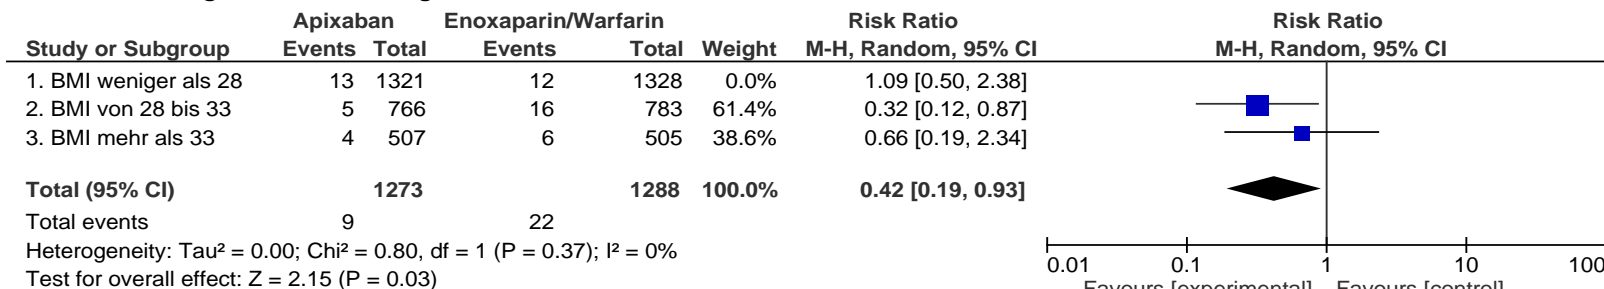 Apixaban Enoxaparin/Warfarin Risk Ratio Risk Ratio
Study or Subgroup Events Total Events Total Weight M-H, Random, 95% CI M-H, Random, 95% CI
1. BMI weniger als 28 13 1321 12 1328 0.0% 1.09 [0.50, 2.38]
2. BMI von 28 bis 33 5 766 16 783 61.4% 0.32 [0.12, 0.87]
3. BMI mehr als 33 4 507 6 505 38.6% 0.66 [0.19, 2.34]
Total (95% CI) 1273 1288 100.0% 0.42 [0.19, 0.93]
Total events 9 22
Heterogeneity: Tau² = 0.00; Chi² = 0.80, df = 1 (P = 0.37); I² = 0%
Test for overall effect: Z = 2.15 (P = 0.03)
0.01 0.1 1 10 100
Favours [experimental] Favours [control]